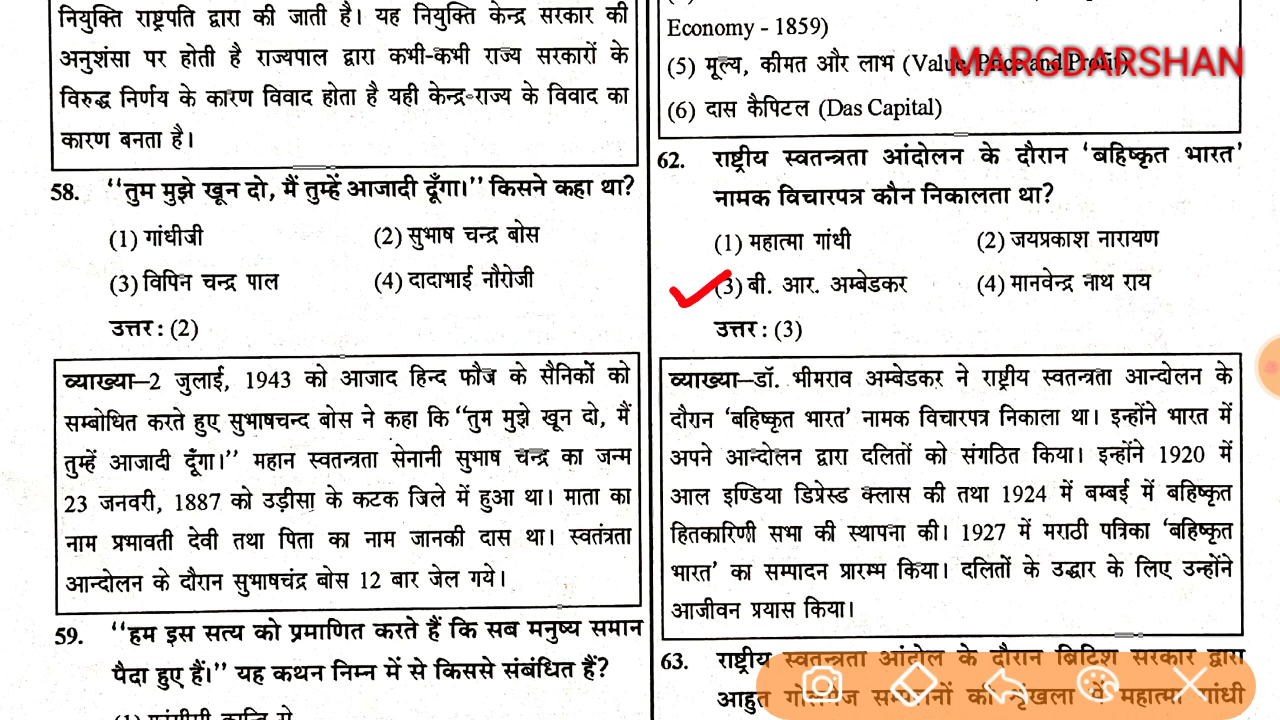 नियुक्ति राष्ट्रपति द्वारा की जाती है। यह नियुक्ति केन्द्र सरकार की
अनुशंसा पर होती है राज्यपाल द्वारा कभी-कभी राज्य सरकारों के
विरुद्ध निर्णय के कारण विवाद होता है यही केन्द्र-राज्य के विवाद का
कारण बनता है।
58. ‘‘तुम मुझे खून दो, मैं तुम्हें आजादी दूँगा।’’ किसने कहा था?
(1) गांधीजी (2) सुभाष चन्द्र बोस
(3) विपिन चन्द्र पाल (4) दादाभाई नौरोजी
उत्तर : (2)
व्याख्या–2 जुलाई, 1943 को आजाद हिन्द फौज के सैनिकों को
सम्बोधित करते हुए सुभाषचन्द बोस ने कहा कि ‘‘तुम मुझे खून दो, मैं
तुम्हें आजादी दूँगा।’’ महान स्वतन्त्रता सेनानी सुभाष चन्द्र का जन्म
23 जनवरी, 1887 को उड़ीसा के कटक जिले में हुआ था। माता का
नाम प्रभावती देवी तथा पिता का नाम जानकी दास था। स्वतंत्रता
आन्दोलन के दौरान सुभाषचंद्र बोस 12 बार जेल गये।
59. ‘‘हम इस सत्य को प्रमाणित करते हैं कि सब मनुष्य समान
पैदा हुए हैं।’’ यह कथन निम्न में से किससे संबंधित हैं?
Economy - 1859)
(5) मूल्य, कीमत और लाभ (Value, Price and Profit)
MARGDARSHAN
(6) दास कैपिटल (Das Capital)
62. राष्ट्रीय स्वतन्त्रता आंदोलन के दौरान ‘बहिष्कृत भारत’
नामक विचारपत्र कौन निकालता था?
(1) महात्मा गांधी (2) जयप्रकाश नारायण
(3) बी. आर. अम्बेडकर (4) मानवेन्द्र नाथ राय
उत्तर : (3)
व्याख्या–डॉ. भीमराव अम्बेडकर ने राष्ट्रीय स्वतन्त्रता आन्दोलन के
दौरान ‘बहिष्कृत भारत’ नामक विचारपत्र निकाला था। इन्होंने भारत में
अपने आन्दोलन द्वारा दलितों को संगठित किया। इन्होंने 1920 में
आल इण्डिया डिप्रेस्ड क्लास की तथा 1924 में बम्बई में बहिष्कृत
हितकारिणी सभा की स्थापना की। 1927 में मराठी पत्रिका ‘बहिष्कृत
भारत’ का सम्पादन प्रारम्भ किया। दलितों के उद्धार के लिए उन्होंने
आजीवन प्रयास किया।
63. राष्ट्रीय स्वतन्त्रता आंदोल के दौरान ब्रिटिश सरकार द्वारा
आहुत गोलमेज सम्मेलनों की शृंखला में महात्मा गांधी